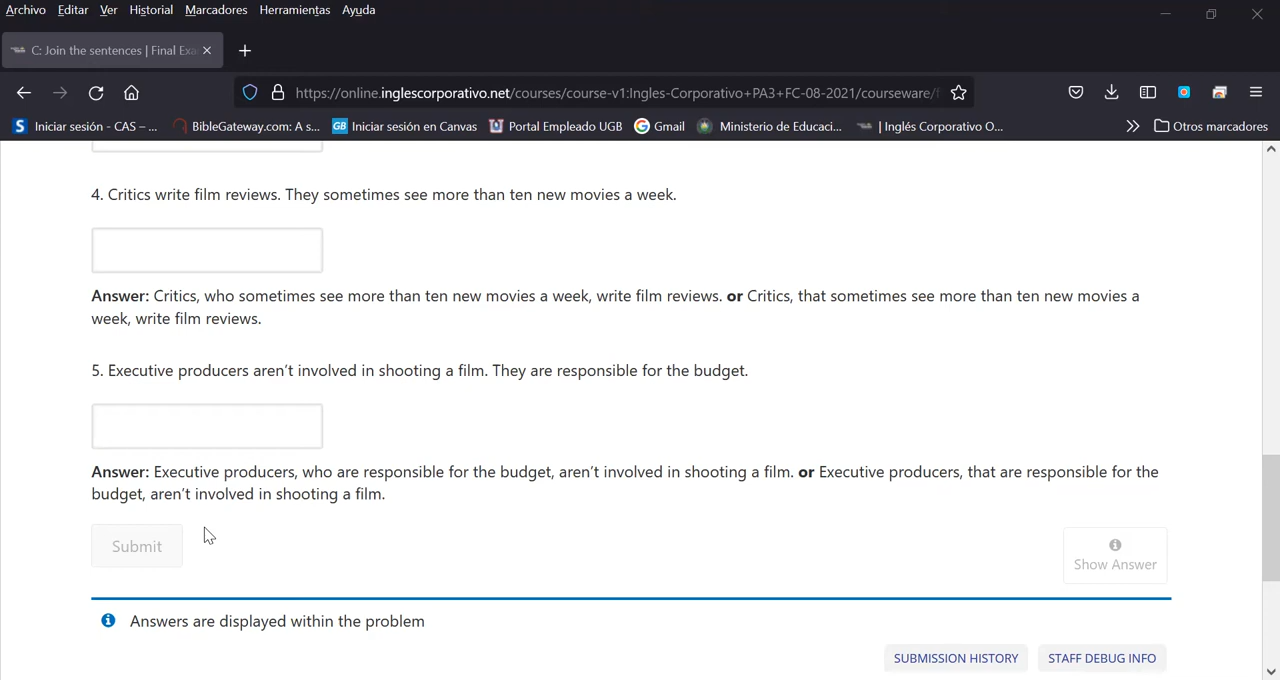 Archivo Editar Ver Historial Marcadores Herramientas Ayuda
C: Join the sentences | Final Exa
https://online.inglescorporativo.net/courses/course-v1:Ingles-Corporativo+PA3+FC-08-2021/courseware/f
S Iniciar sesión - CAS – ... BibleGateway.com: A s... GB Iniciar sesión en Canvas Portal Empleado UGB Gmail Ministerio de Educaci... | Inglés Corporativo O... Otros marcadores
4. Critics write film reviews. They sometimes see more than ten new movies a week.
Answer: Critics, who sometimes see more than ten new movies a week, write film reviews. or Critics, that sometimes see more than ten new movies a
week, write film reviews.
5. Executive producers aren’t involved in shooting a film. They are responsible for the budget.
Answer: Executive producers, who are responsible for the budget, aren’t involved in shooting a film. or Executive producers, that are responsible for the
budget, aren’t involved in shooting a film.
Submit
Show Answer
Answers are displayed within the problem
SUBMISSION HISTORY STAFF DEBUG INFO